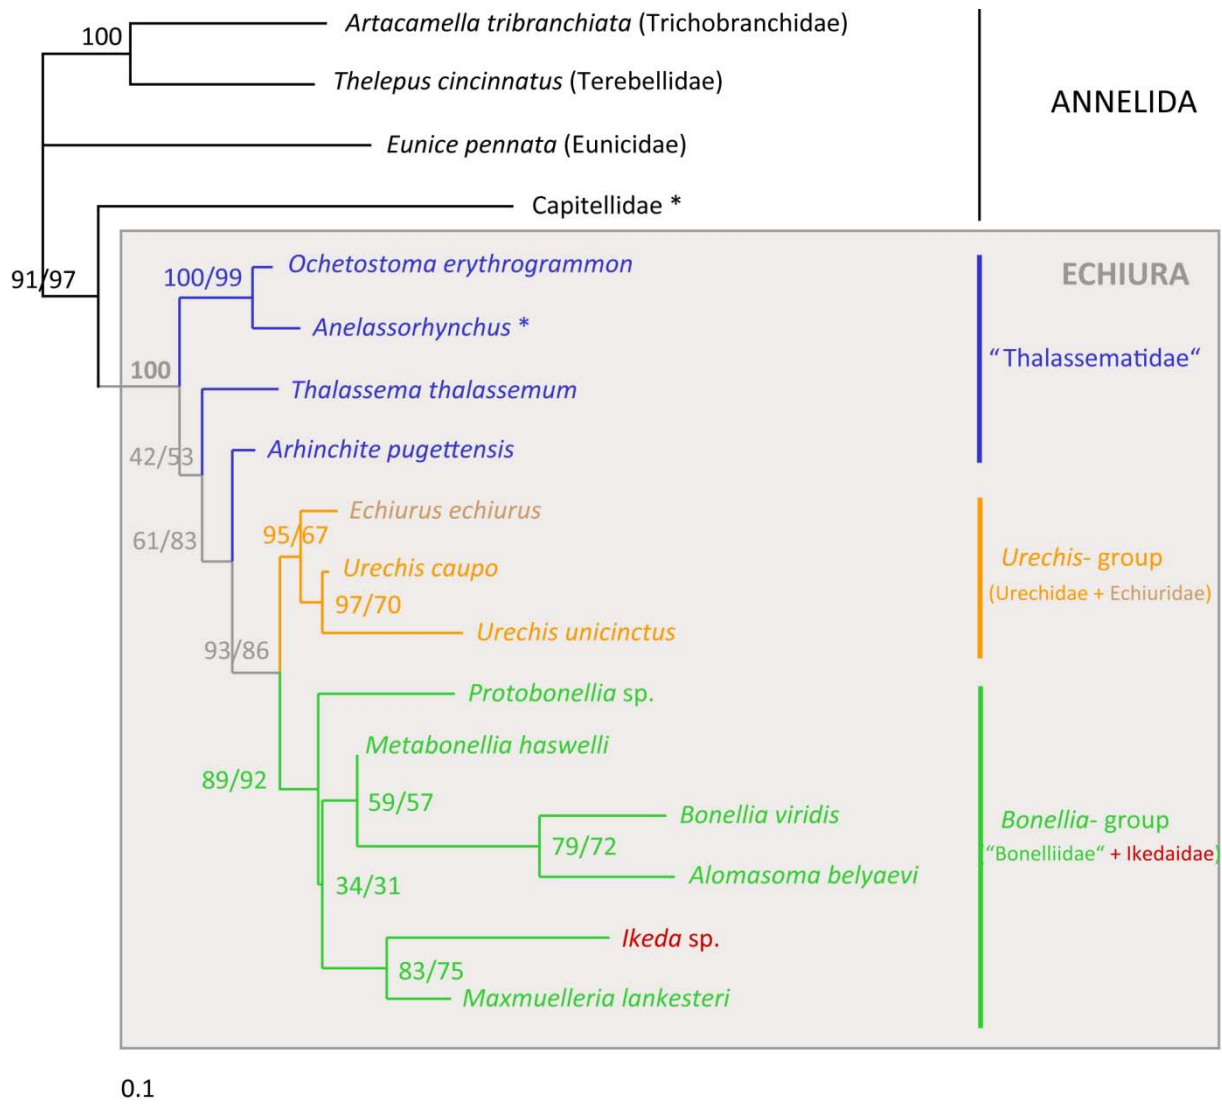 100
Artacamella tribranchiata (Trichobranchidae)
Thelepus cincinnatus (Terebellidae)
ANNELIDA
Eunice pennata (Eunicidae)
Capitellidae *
91/97
ECHIURA
100/99
Ochetostoma erythrogrammon
Anelassorhynchus *
"Thalassematidae"
100
Thalassema thalassemum
42/53
Arhinchite pugettensis
61/83
Echiurus echiurus
95/67
Urechis caupo
97/70
Urechis unicinctus
Urechis- group
(Urechidae + Echiuridae)
93/86
Protobonellia sp.
Metabonellia haswelli
89/92
59/57
Bonellia viridis
79/72
Alomasoma belyaevi
Bonellia- group
("Bonelliidae" + Ikedaidae)
34/31
Ikeda sp.
83/75
Maxmuelleria lankesteri
0.1